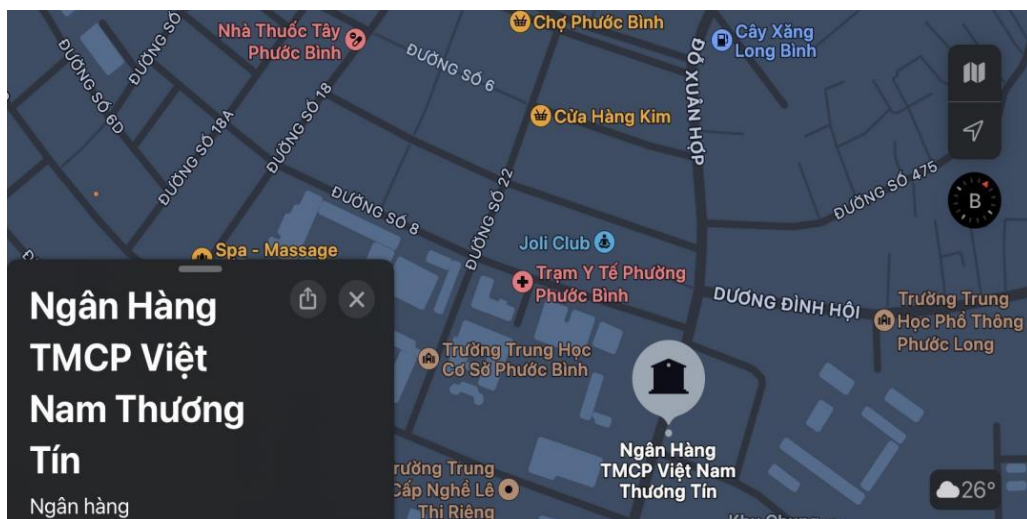 Nhà Thuốc Tây
Phước Bình
ĐƯỜNG SỐ
Chợ Phước Bình
Cây Xăng
Long Bình
ĐƯỜNG SỐ 6D
ĐƯỜNG SỐ 6
ĐƯỜNG SỐ 18A
ĐƯỜNG SỐ 18
Cửa Hàng Kim
ĐỖ XUÂN HỢP
ĐƯỜNG SỐ 475
B
ĐƯỜNG SỐ 8
ĐƯỜNG SỐ 22
Spa - Massage
Joli Club
Trạm Y Tế Phường
Phước Bình
DƯƠNG ĐÌNH HỘI
Trường Trung
Học Phổ Thông
Phước Long
Trường Trung Học
Cơ Sở Phước Bình
Ngân Hàng
TMCP Việt Nam
Thương Tín
rường Trung
Cấp Nghề Lê
Thị Riêng
26°
Ngân Hàng
TMCP Việt
Nam Thương
Tín
Ngân hàng